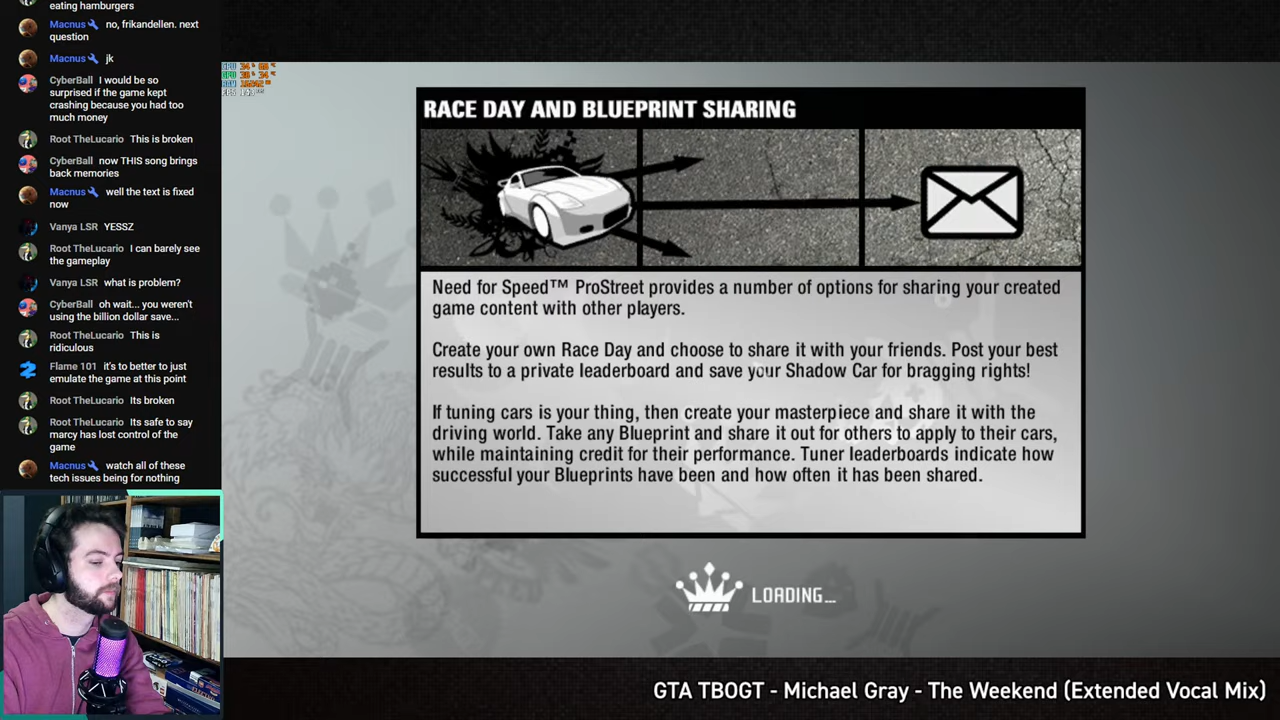 eating hamburgers
Macnus no, frikandellen. next
question
Macnus jk
CyberBall I would be so
surprised if the game kept
crashing because you had too
much money
Root TheLucario This is broken
CyberBall now THIS song brings
back memories
Macnus well the text is fixed
now
Vanya LSR YESSZ
Root TheLucario I can barely see
the gameplay
Vanya LSR what is problem?
CyberBall oh wait... you weren't
using the billion dollar save...
Root TheLucario This is
ridiculous
Flame 101 it's to better to just
emulate the game at this point
Root TheLucario Its broken
Root TheLucario Its safe to say
marcy has lost control of the
game
Macnus watch all of these
tech issues being for nothing
RACE DAY AND BLUEPRINT SHARING
Need for Speed™ ProStreet provides a number of options for sharing your created
game content with other players.
Create your own Race Day and choose to share it with your friends. Post your best
results to a private leaderboard and save your Shadow Car for bragging rights!
If tuning cars is your thing, then create your masterpiece and share it with the
driving world. Take any Blueprint and share it out for others to apply to their cars,
while maintaining credit for their performance. Tuner leaderboards indicate how
successful your Blueprints have been and how often it has been shared.
LOADING...
GTA TBOGT - Michael Gray - The Weekend (Extended Vocal Mix)